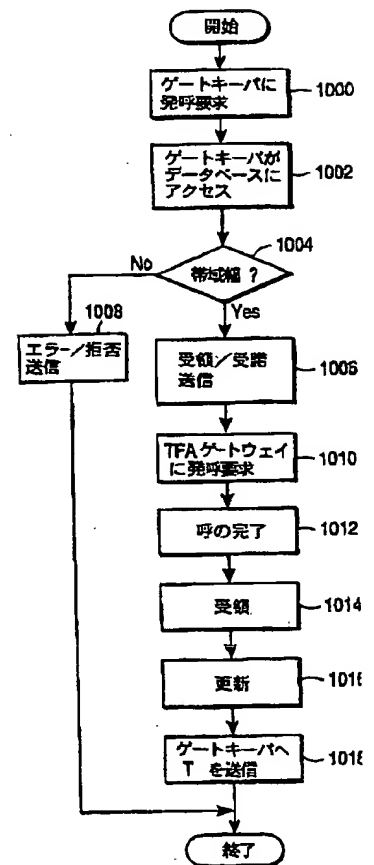 開始
ゲートキーパに
発呼要求
1000
ゲートキーパが
データベースに
アクセス
1002
1004
帯域幅 ?
No
Yes
1008
エラー/拒否
送信
受領/受諾
送信
1006
TFA ゲートウェイ
に発呼要求
1010
呼の完了
1012
受領
1014
更新
1016
ゲートキーパへ
T を送信
1018
終了